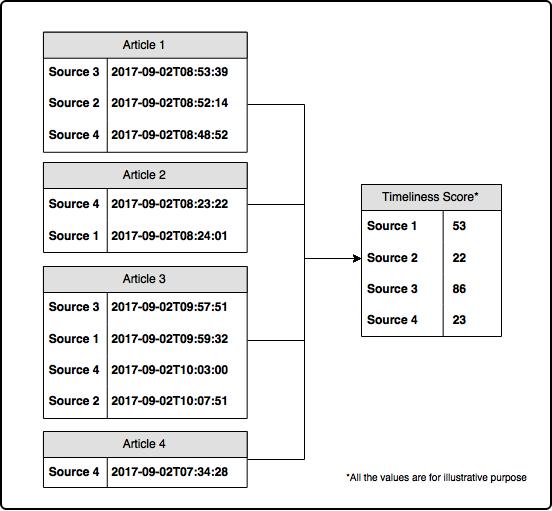 Article 1
Source 3 2017-09-02T08:53:39
Source 2 2017-09-02T08:52:14
Source 4 2017-09-02T08:48:52
Article 2
Source 4 2017-09-02T08:23:22
Source 1 2017-09-02T08:24:01
Article 3
Source 3 2017-09-02T09:57:51
Source 1 2017-09-02T09:59:32
Source 4 2017-09-02T10:03:00
Source 2 2017-09-02T10:07:51
Article 4
Source 4 2017-09-02T07:34:28
Timeliness Score*
Source 1 53
Source 2 22
Source 3 86
Source 4 23
*All the values are for illustrative purpose